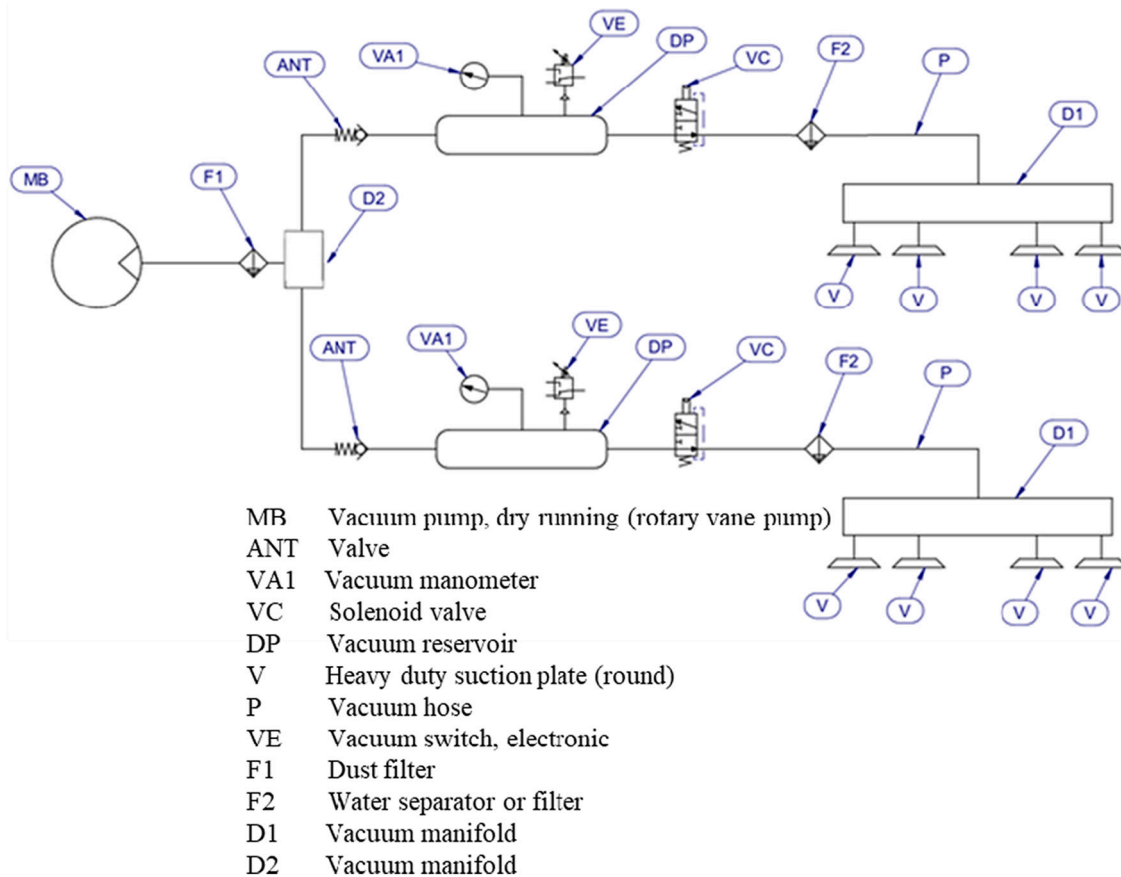 VE
VA1
DP
F2
ANT
VC
P
D1
F1
MB
D2
V
V
V
V
VE
VA1
ANT
DP
VC
F2
P
D1
V
V
V
V
MB Vacuum pump, dry running (rotary vane pump)
ANT Valve
VA1 Vacuum manometer
VC Solenoid valve
DP Vacuum reservoir
V Heavy duty suction plate (round)
P Vacuum hose
VE Vacuum switch, electronic
F1 Dust filter
F2 Water separator or filter
D1 Vacuum manifold
D2 Vacuum manifold